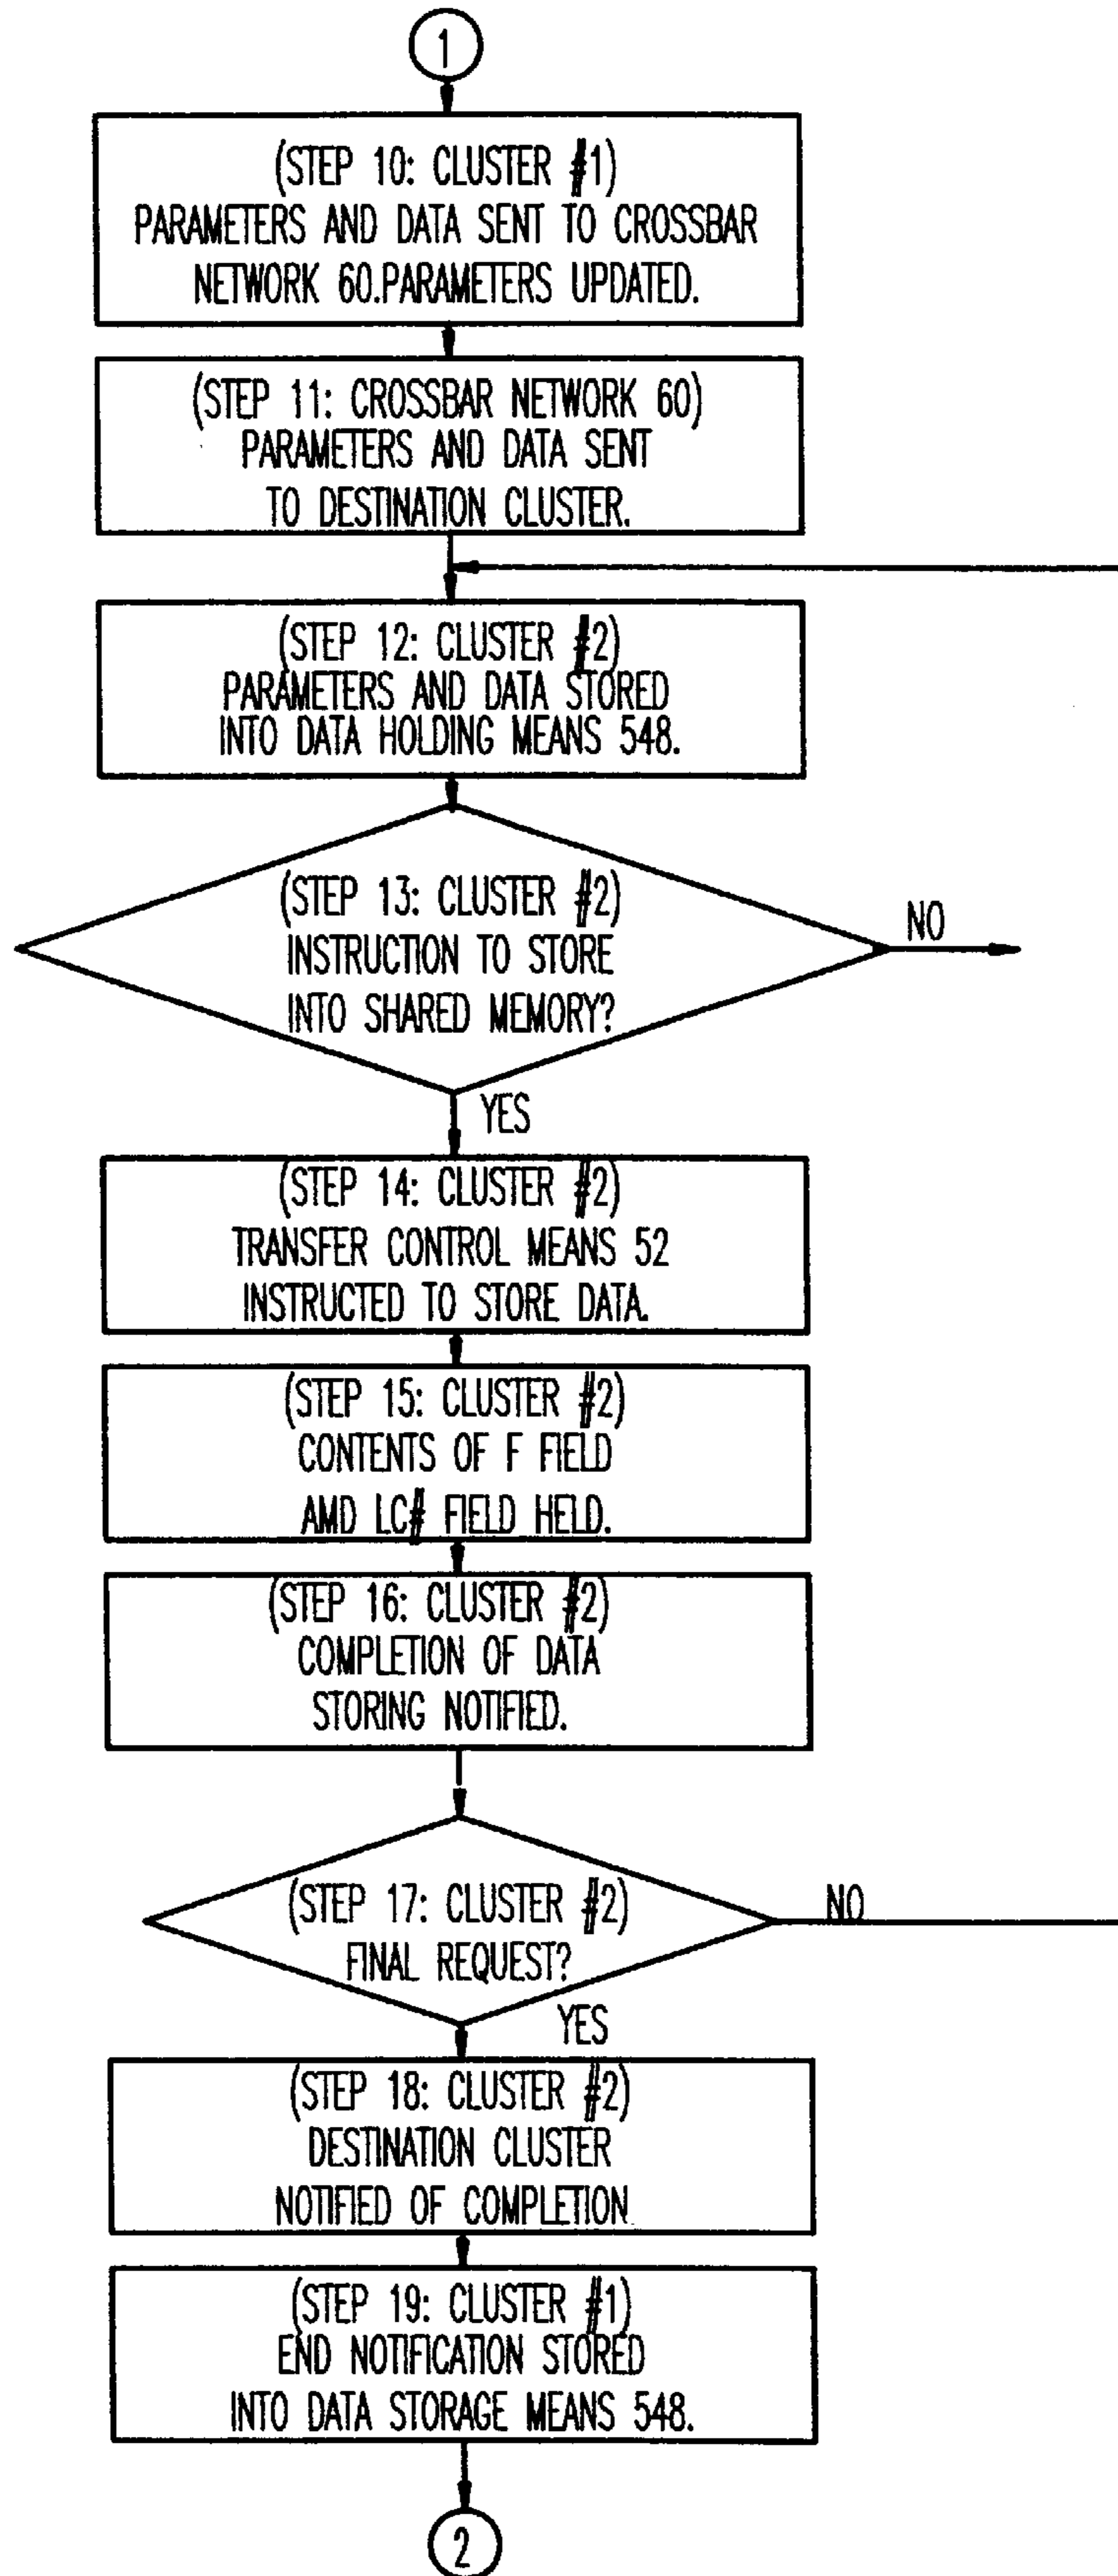 1
(STEP 10: CLUSTER #1)
PARAMETERS AND DATA SENT TO CROSSBAR
NETWORK 60.PARAMETERS UPDATED.
(STEP 11: CROSSBAR NETWORK 60)
PARAMETERS AND DATA SENT
TO DESTINATION CLUSTER.
(STEP 12: CLUSTER #2)
PARAMETERS AND DATA STORED
INTO DATA HOLDING MEANS 548.
(STEP 13: CLUSTER #2)
INSTRUCTION TO STORE
INTO SHARED MEMORY?
NO
YES
(STEP 14: CLUSTER #2)
TRANSFER CONTROL MEANS 52
INSTRUCTED TO STORE DATA.
(STEP 15: CLUSTER #2)
CONTENTS OF F FIELD
AMD LC# FIELD HELD.
(STEP 16: CLUSTER #2)
COMPLETION OF DATA
STORING NOTIFIED.
(STEP 17: CLUSTER #2)
FINAL REQUEST?
NO
YES
(STEP 18: CLUSTER #2)
DESTINATION CLUSTER
NOTIFIED OF COMPLETION.
(STEP 19: CLUSTER #1)
END NOTIFICATION STORED
INTO DATA STORAGE MEANS 548.
2